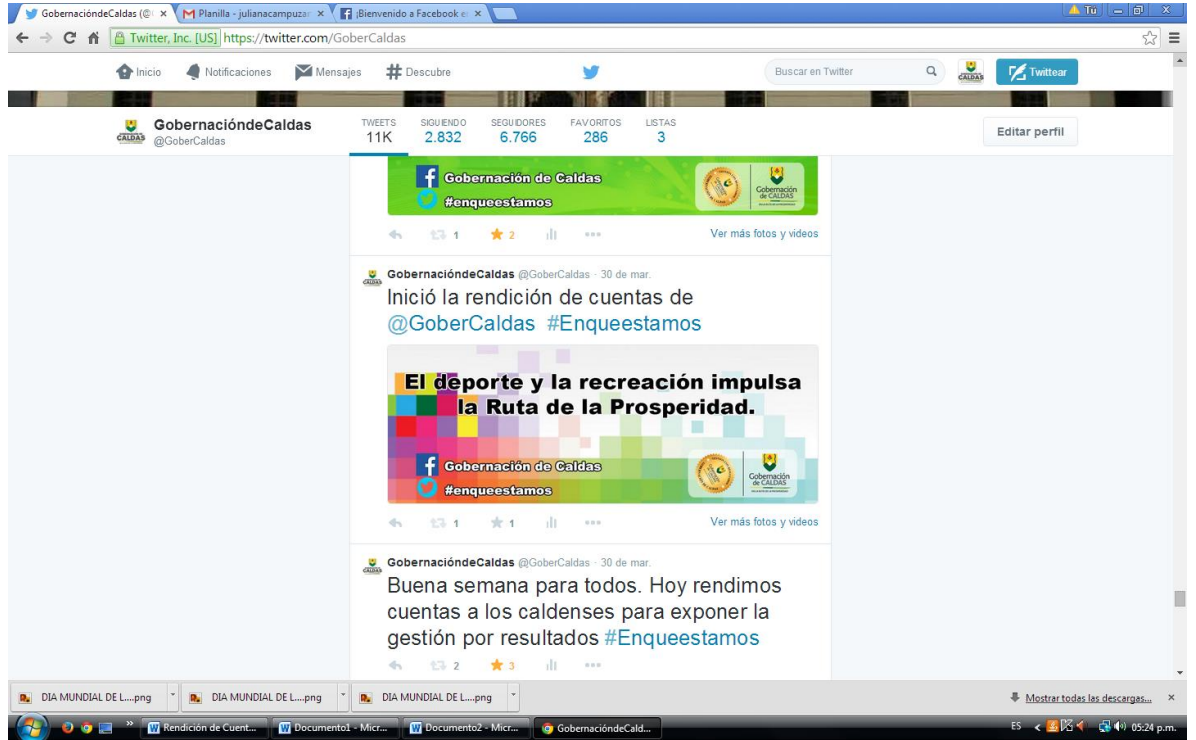 GobernacióndeCaldas (@G
Planilla - julianacampuzan
¡Bienvenido a Facebook e
Tú
Twitter, Inc. [US] https://twitter.com/GoberCaldas
Inicio Notificaciones Mensajes Descubre
Buscar en Twitter
Twittear
GobernacióndeCaldas
@GoberCaldas
TWEETS SIGUIENDO SEGUIDORES FAVORITOS LISTAS
11K 2.832 6.766 286 3
Editar perfil
Gobernación de Caldas
#enqueestamos
Gobernación
de CALDAS
1 2
Ver más fotos y videos
GobernacióndeCaldas @GoberCaldas · 30 de mar.
Inició la rendición de cuentas de
@GoberCaldas #Enqueestamos
El deporte y la recreación impulsa
la Ruta de la Prosperidad.
Gobernación de Caldas
#enqueestamos
Gobernación
de CALDAS
1 1
Ver más fotos y videos
GobernacióndeCaldas @GoberCaldas · 30 de mar.
Buena semana para todos. Hoy rendimos
cuentas a los caldenses para exponer la
gestión por resultados #Enqueestamos
2 3
DIA MUNDIAL DE L....png
DIA MUNDIAL DE L....png
DIA MUNDIAL DE L....png
Mostrar todas las descargas...
Rendición de Cuent...
Documento1 - Micr...
Documento2 - Micr...
GobernacióndeCald...
ES
05:24 p.m.